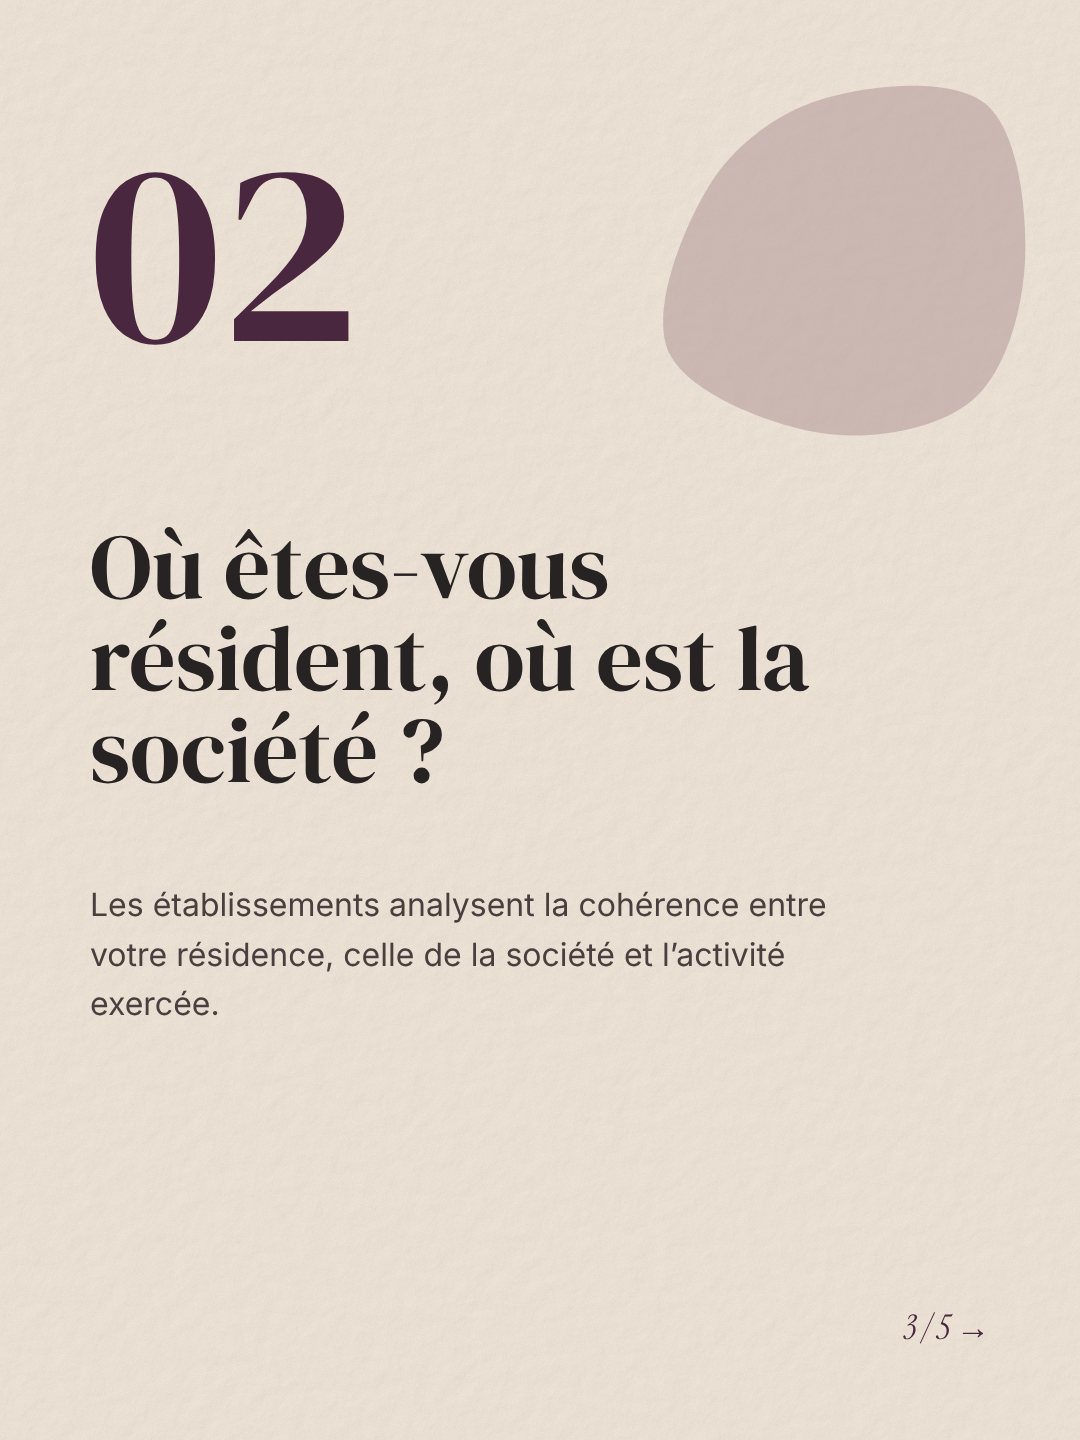 02
Où êtes-vous
résident, où est la
société ?
Les établissements analysent la cohérence entre
votre résidence, celle de la société et l’activité
exercée.
3/5 →